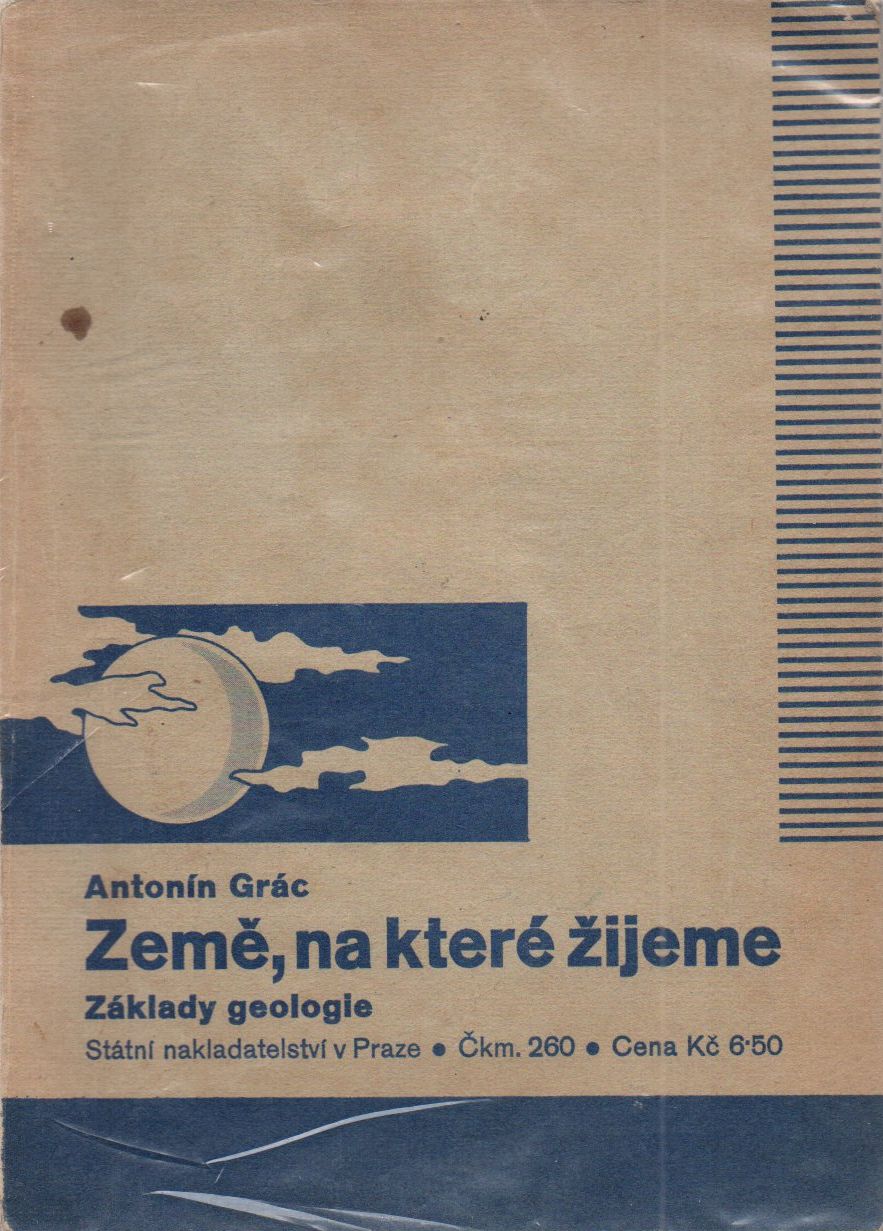 Antonín Grác
Země, na které žijeme
Základy geologie
Státní nakladatelství v Praze ● Čkm. 260 ● Cena Kč 6·50